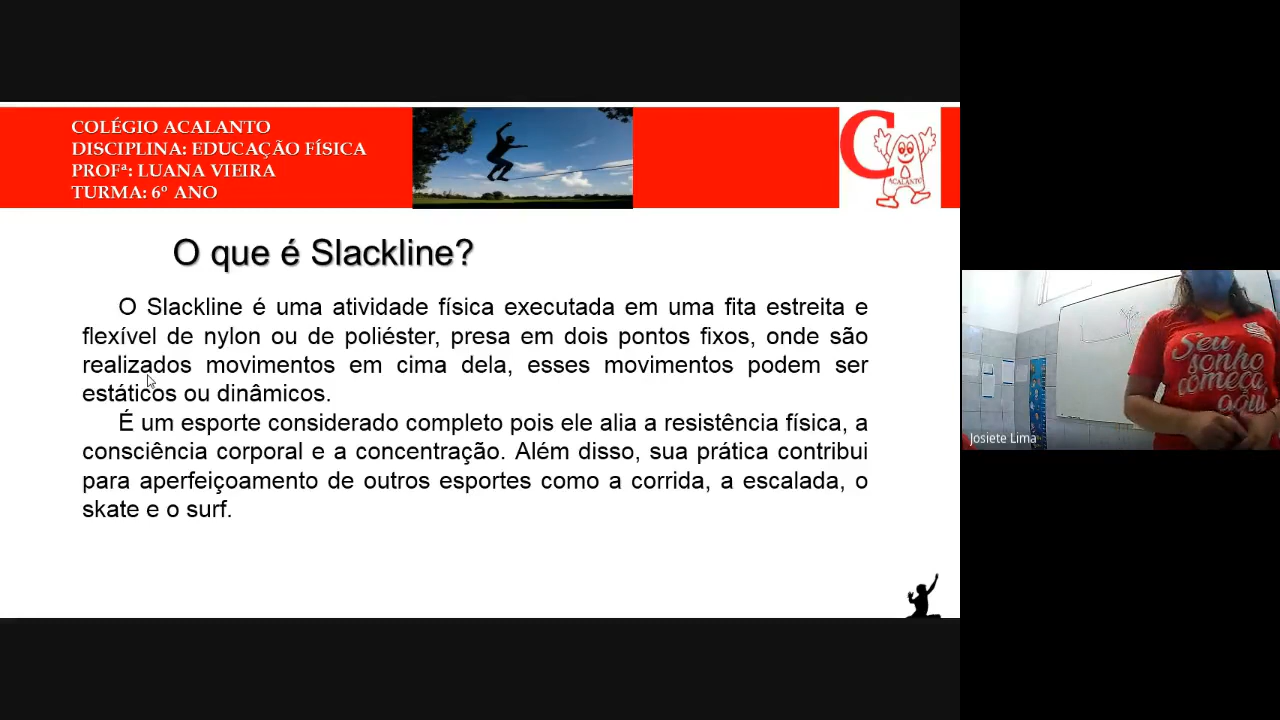 COLÉGIO ACALANTO
DISCIPLINA: EDUCAÇÃO FÍSICA
PROFª: LUANA VIEIRA
TURMA: 6º ANO
C
ACALANTO
O que é Slackline?
O Slackline é uma atividade física executada em uma fita estreita e
flexível de nylon ou de poliéster, presa em dois pontos fixos, onde são
realizados movimentos em cima dela, esses movimentos podem ser
estáticos ou dinâmicos.
É um esporte considerado completo pois ele alia a resistência física, a
consciência corporal e a concentração. Além disso, sua prática contribui
para aperfeiçoamento de outros esportes como a corrida, a escalada, o
skate e o surf.
Seu
sonho
começa
aqui
Josiete Lima